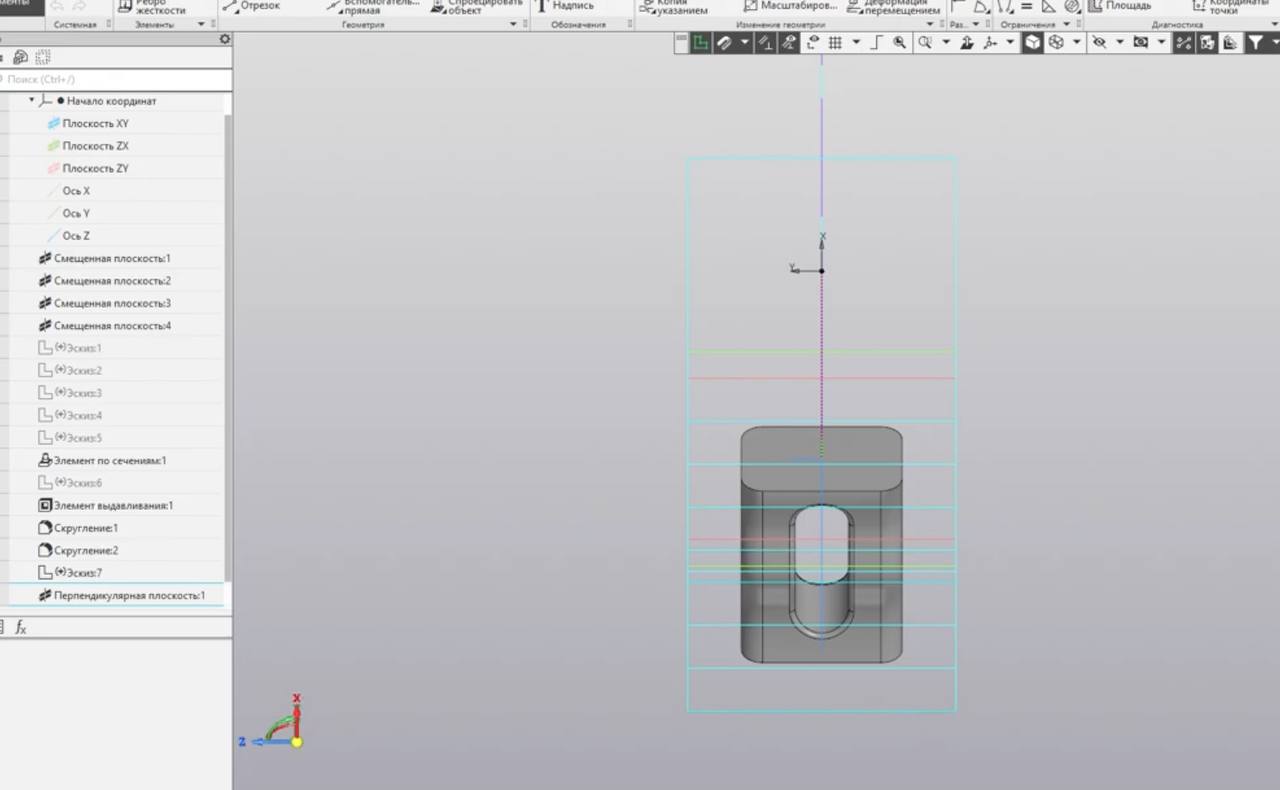 Ребро жесткости
Отрезок
Вспомогатель... прямая
Спроецировать объект
Надпись
Копия указанием
Масштабиров...
Деформация перемещением
Площадь
Координаты точки
Системная
Элементы
Геометрия
Обозначения
Изменение геометрии
Раз...
Ограничения
Диагностика
Поиск (Ctrl+/)
Начало координат
Плоскость XY
Плоскость ZX
Плоскость ZY
Ось X
Ось Y
Ось Z
Смещенная плоскость:1
Смещенная плоскость:2
Смещенная плоскость:3
Смещенная плоскость:4
(+)Эскиз:1
(+)Эскиз:2
(+)Эскиз:3
(+)Эскиз:4
(+)Эскиз:5
Элемент по сечениям:1
(+)Эскиз:6
Элемент выдавливания:1
Скругление:1
Скругление:2
(+)Эскиз:7
Перпендикулярная плоскость:1
fx
X
Y
X
Z